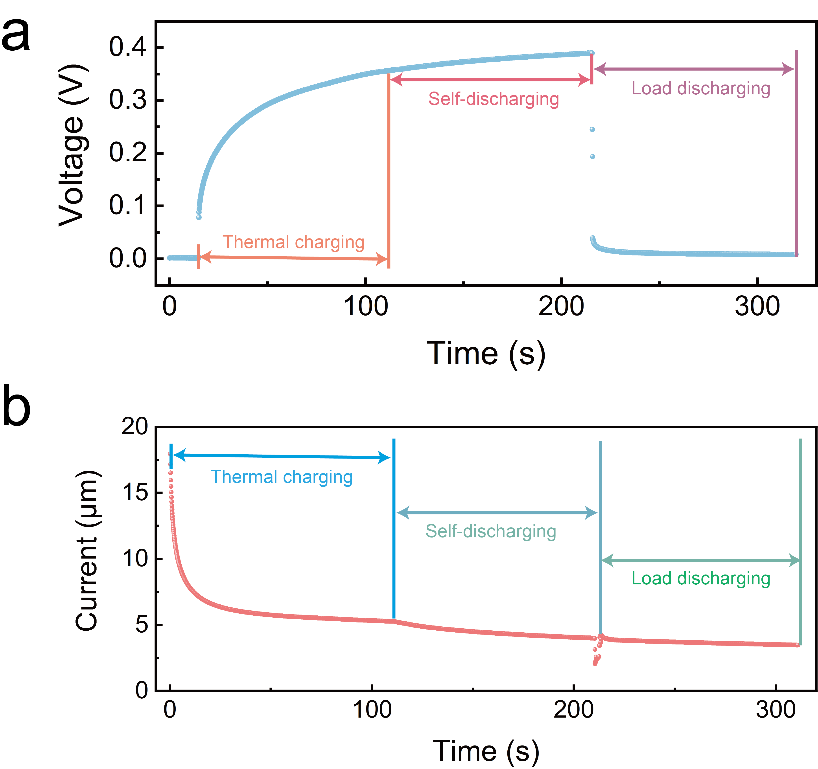 a
Voltage (V)
0.4
0.3
0.2
0.1
0.0
Self-discharging
Load discharging
Thermal charging
0
100
200
300
Time (s)
b
Current (μm)
20
15
10
5
0
Thermal charging
Self-discharging
Load discharging
0
100
200
300
Time (s)